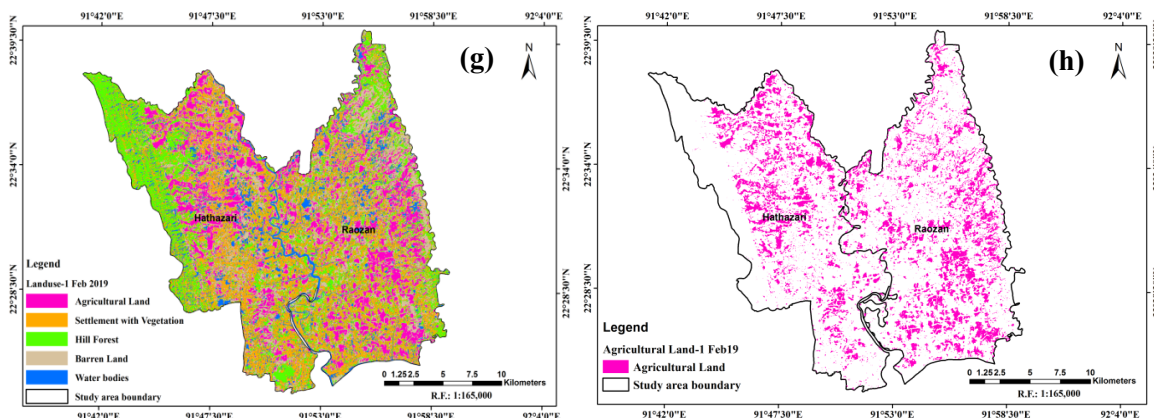 91°42'0"E 91°47'30"E 91°53'0"E 91°58'30"E 92°4'0"E
22°39'30"N
22°34'0"N
22°28'30"N
(g)
N
Hathazari
Raozan
Legend
Landuse-1 Feb 2019
Agricultural Land
Settlement with Vegetation
Hill Forest
Barren Land
Water bodies
Study area boundary
0 1.252.5 5 7.5 10
Kilometers
R.F.: 1:165,000
91°42'0"E 91°47'30"E 91°53'0"E 91°58'30"E 92°4'0"E
91°42'0"E 91°47'30"E 91°53'0"E 91°58'30"E 92°4'0"E
22°39'30"N
22°34'0"N
22°28'30"N
(h)
N
Hathazari
Raozan
Legend
Agricultural Land-1 Feb19
Agricultural Land
Study area boundary
0 1.252.5 5 7.5 10
Kilometers
R.F.: 1:165,000
91°42'0"E 91°47'30"E 91°53'0"E 91°58'30"E 92°4'0"E